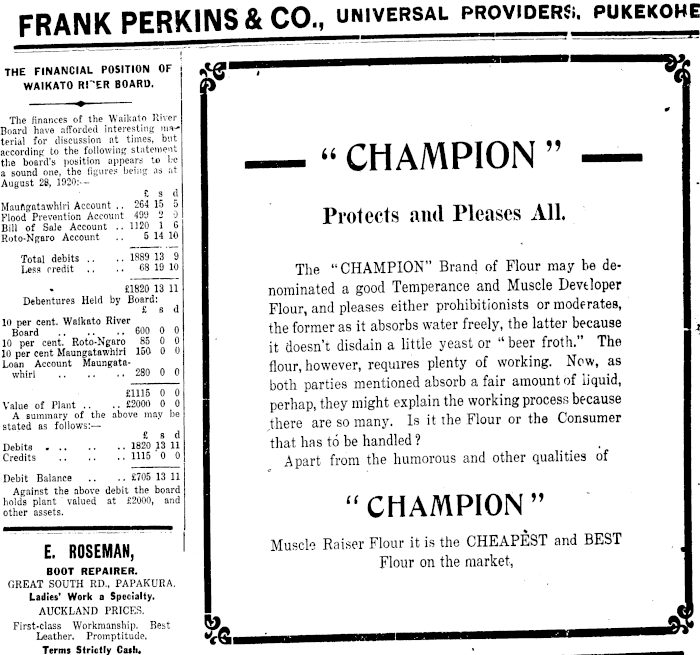 FRANK PERKINS & CO., UNIVERSAL PROVIDERS, PUKEKOHE
THE FINANCIAL POSITION OF
WAIKATO RIVER BOARD.
The finances of the Waikato River
Board have afforded interesting ma-
terial for discussion at times, but
according to the following statement
the board's position appears to be
a sound one, the figures being as at
August 28, 1920:—
£ s d
Maungatawhiri Account .. 264 15 5
Flood Prevention Account 499 2 0
Bill of Sale Account .. 1120 1 6
Roto-Ngaro Account .. 5 14 10
Total debits .. .. 1889 13 9
Less credit .. .. 68 19 10
£1820 13 11
Debentures Held by Board:
£ s d
10 per cent. Waikato River
Board .. .. .. 600 0 0
10 per cent. Roto-Ngaro 85 0 0
10 per cent Maungatawhiri 150 0 0
Loan Account Maungata-
whiri .. .. .. 280 0 0
£1115 0 0
Value of Plant .. .. £2000 0 0
A summary of the above may be
stated as follows:—
£ s d
Debits .. .. .. 1820 13 11
Credits .. .. .. 1115 0 0
Debit Balance .. .. £705 13 11
Against the above debit the board
holds plant valued at £2000, and
other assets.
E. ROSEMAN,
BOOT REPAIRER.
GREAT SOUTH RD., PAPAKURA.
Ladies' Work a Specialty.
AUCKLAND PRICES.
First-class Workmanship. Best
Leather. Promptitude.
Terms Strictly Cash.
"CHAMPION"
Protects and Pleases All.
The "CHAMPION" Brand of Flour may be de-
nominated a good Temperance and Muscle Developer
Flour, and pleases either prohibitionists or moderates,
the former as it absorbs water freely, the latter because
it doesn't disdain a little yeast or "beer froth." The
flour, however, requires plenty of working. Now, as
both parties mentioned absorb a fair amount of liquid,
perhap, they might explain the working process because
there are so many. Is it the Flour or the Consumer
that has to be handled?
Apart from the humorous and other qualities of
"CHAMPION"
Muscle Raiser Flour it is the CHEAPEST and BEST
Flour on the market,